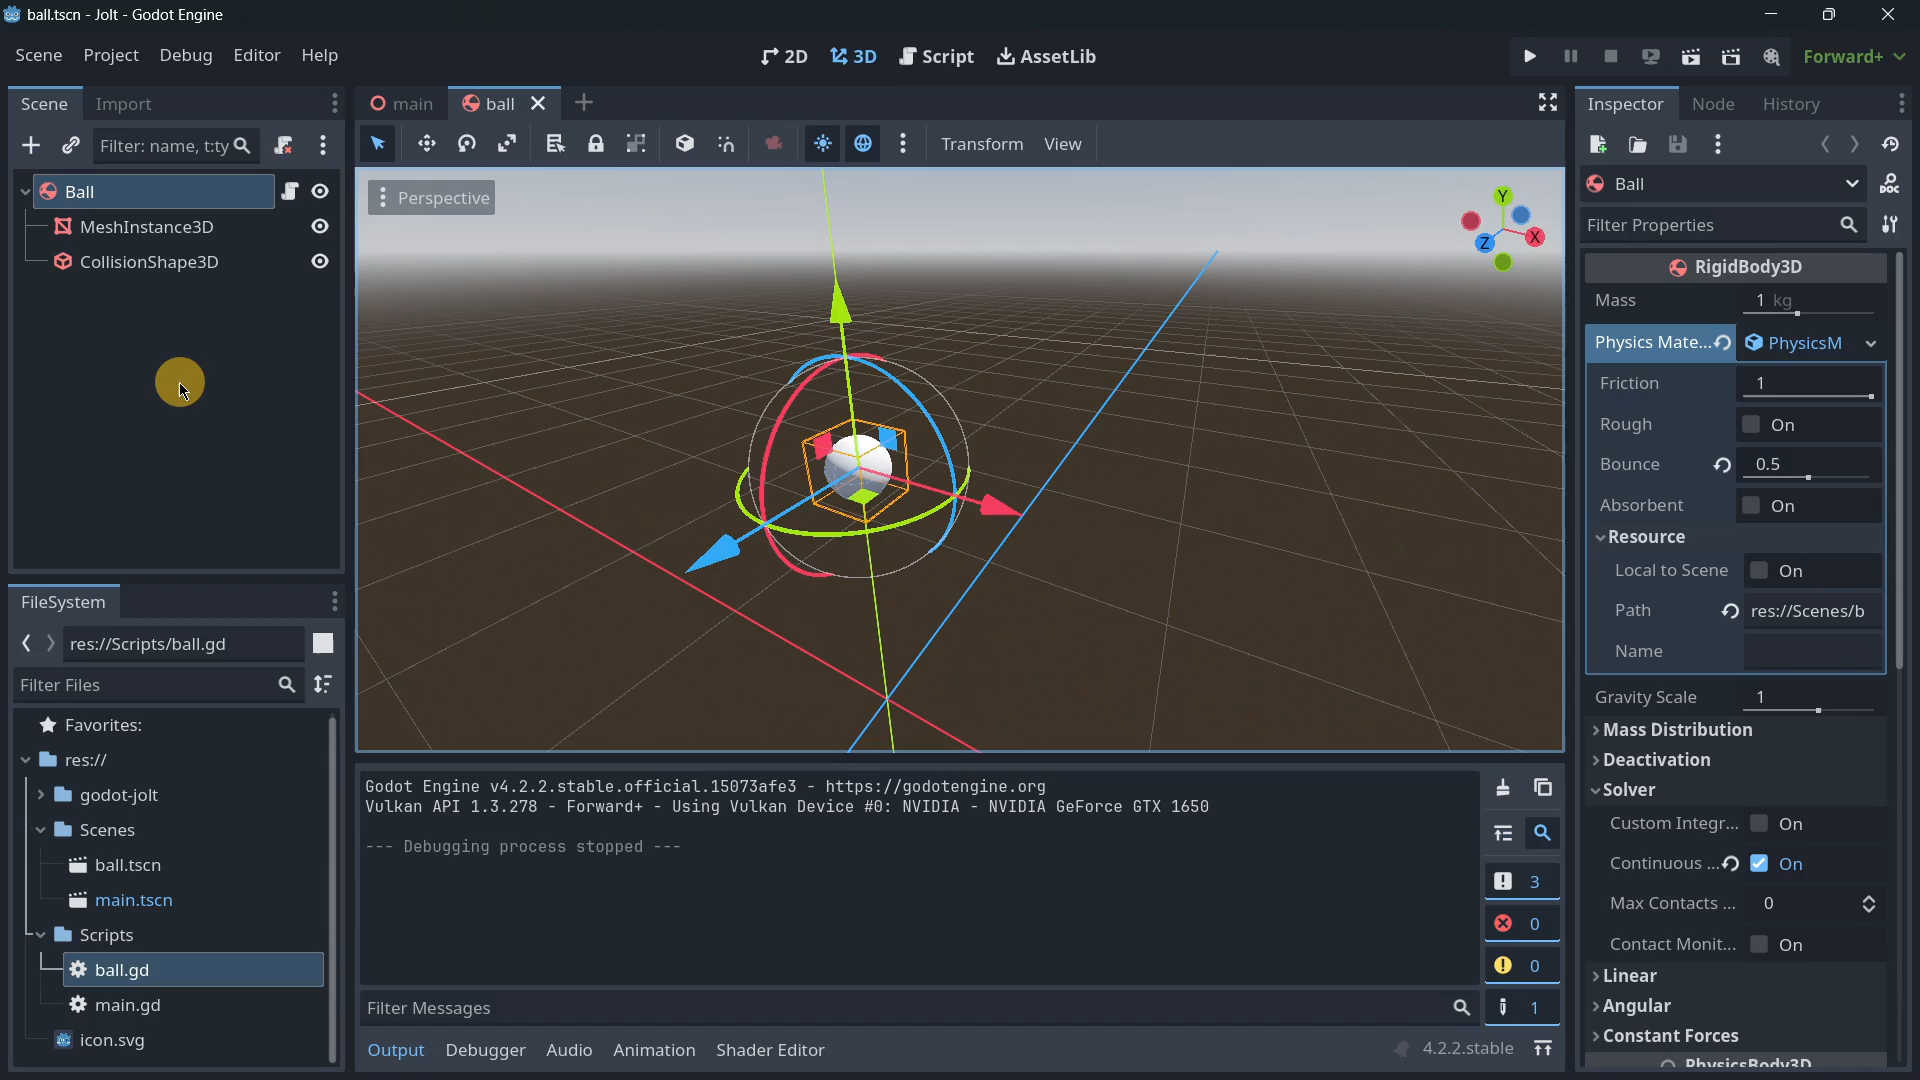 ball.tscn - Jolt - Godot Engine
Scene Project Debug Editor Help
2D 3D Script AssetLib
Forward+
Scene Import
Filter: name, t:ty
Ball
MeshInstance3D
CollisionShape3D
FileSystem
res://Scripts/ball.gd
Filter Files
Favorites:
res://
godot-jolt
Scenes
ball.tscn
main.tscn
Scripts
ball.gd
main.gd
icon.svg
main ball
Transform View
Perspective
Y
X
Z
Godot Engine v4.2.2.stable.official.15073afe3 - https://godotengine.org
Vulkan API 1.3.278 - Forward+ - Using Vulkan Device #0: NVIDIA - NVIDIA GeForce GTX 1650
--- Debugging process stopped ---
3
0
0
1
Filter Messages
Output Debugger Audio Animation Shader Editor
4.2.2.stable
Inspector Node History
Ball
DOC
Filter Properties
RigidBody3D
Mass 1 kg
Physics Mate... PhysicsM
Friction 1
Rough On
Bounce 0.5
Absorbent On
Resource
Local to Scene On
Path res://Scenes/b
Name
Gravity Scale 1
Mass Distribution
Deactivation
Solver
Custom Integr... On
Continuous ... On
Max Contacts ... 0
Contact Monit... On
Linear
Angular
Constant Forces
PhysicsBody3D